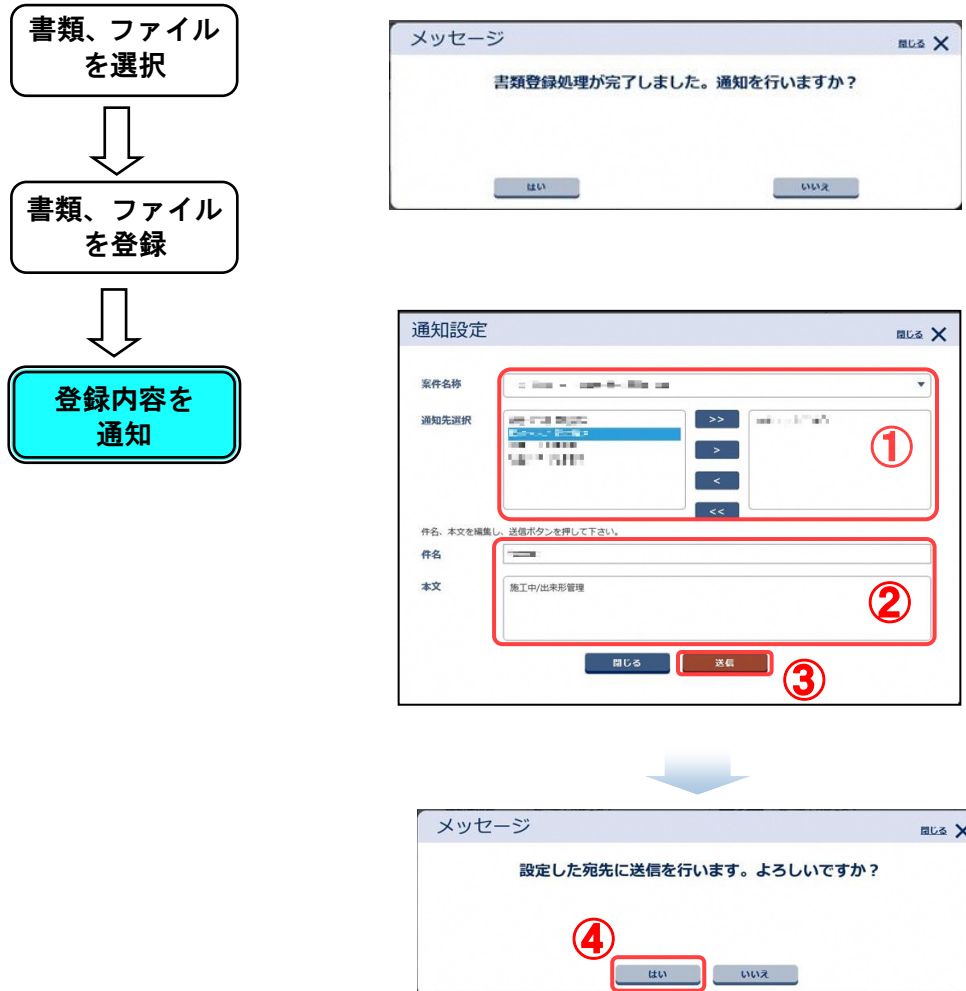 書類、ファイル
を選択
書類、ファイル
を登録
登録内容を
通知
メッセージ
閉じる
書類登録処理が完了しました。通知を行いますか？
はい
いいえ
通知設定
閉じる
案件名称
通知先選択
>>
>
<
<<
①
件名、本文を編集し、送信ボタンを押して下さい。
件名
本文
施工中/出来形管理
②
閉じる
送信
③
メッセージ
閉じる
設定した宛先に送信を行います。よろしいですか？
④
はい
いいえ